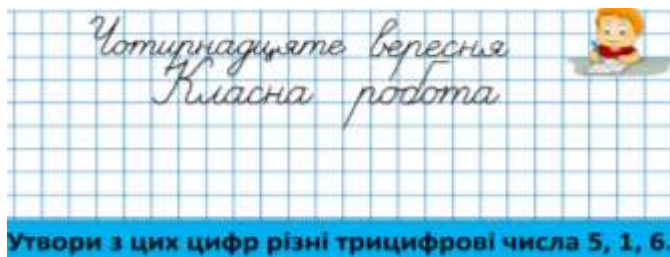 Чотирнадцяте вересня
Класна робота
Утвори з цих цифр різні трицифрові числа 5, 1, 6.